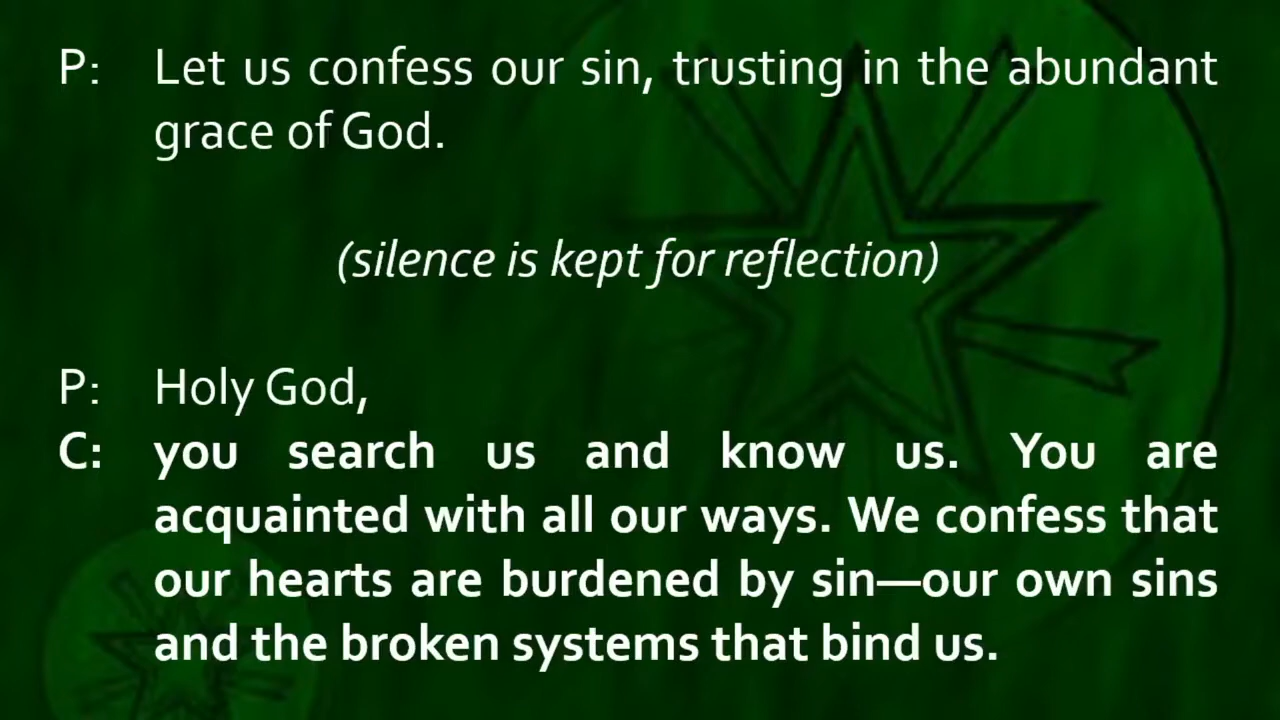 P: Let us confess our sin, trusting in the abundant
grace of God.
(silence is kept for reflection)
P: Holy God,
C: you search us and know us. You are
acquainted with all our ways. We confess that
our hearts are burdened by sin—our own sins
and the broken systems that bind us.